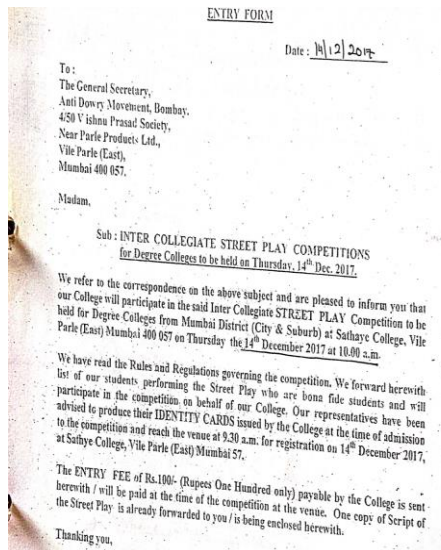 ENTRY FORM
Date : 14/12/2017
To :
The General Secretary,
Anti Dowry Movement, Bombay,
4/50 Vishnu Prasad Society,
Near Parle Products Ltd.,
Vile Parle (East),
Mumbai 400 057.
Madam,
Sub : INTER COLLEGIATE STREET PLAY COMPETITIONS
for Degree Colleges to be held on Thursday, 14th Dec. 2017.
We refer to the correspondence on the above subject and are pleased to inform you that
our College will participate in the said Inter Collegiate STREET PLAY Competition to be
held for Degree Colleges from Mumbai District (City & Suburb) at Sathaye College, Vile
Parle (East) Mumbai 400 057 on Thursday the 14th December 2017 at 10.00 a.m.
We have read the Rules and Regulations governing the competition. We forward herewith
list of our students performing the Street Play who are bona fide students and will
participate in the competition on behalf of our College. Our representatives have been
advised to produce their IDENTITY CARDS issued by the College at the time of admission
to the competition and reach the venue at 9.30 a.m. for registration on 14th December 2017,
at Sathye College, Vile Parle (East) Mumbai 57.
The ENTRY FEE of Rs.100/- (Rupees One Hundred only) payable by the College is sent
herewith / will be paid at the time of the competition at the venue. One copy of Script of
the Street Play is already forwarded to you / is being enclosed herewith.
Thanking you,